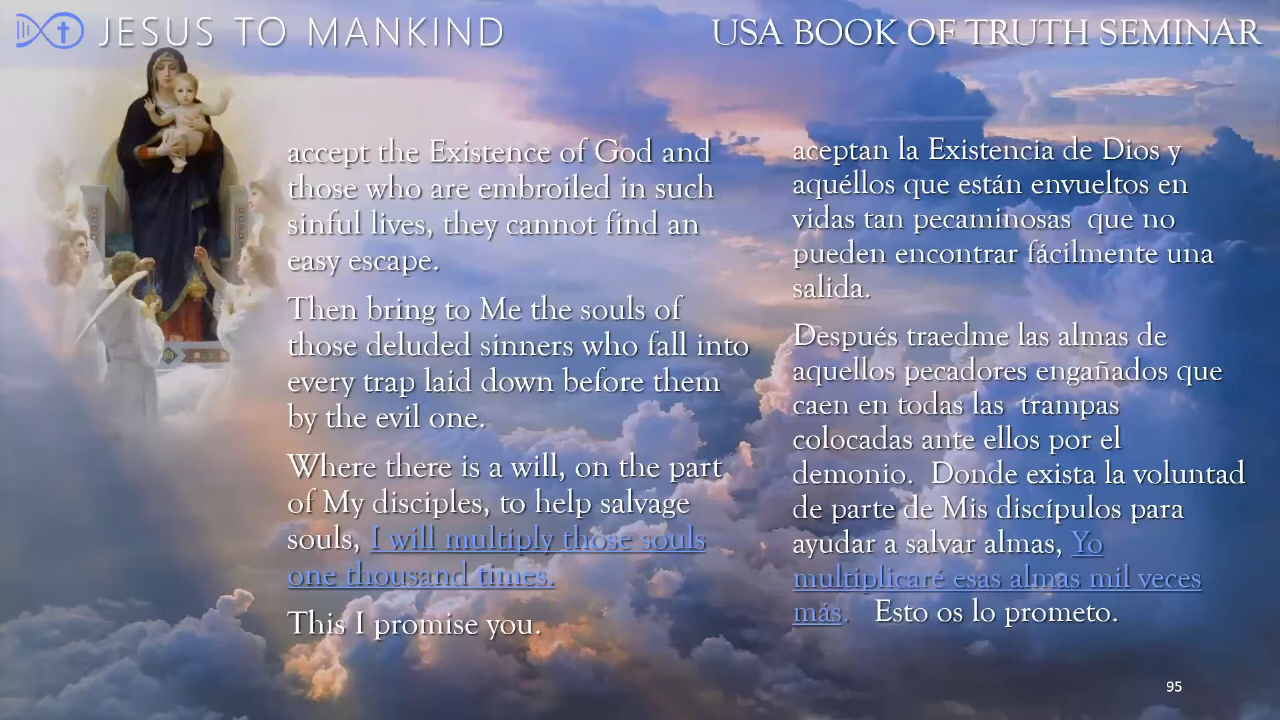 JESUS TO MANKIND
USA BOOK OF TRUTH SEMINAR
accept the Existence of God and
those who are embroiled in such
sinful lives, they cannot find an
easy escape.
Then bring to Me the souls of
those deluded sinners who fall into
every trap laid down before them
by the evil one.
Where there is a will, on the part
of My disciples, to help salvage
souls, I will multiply those souls
one thousand times.
This I promise you.
aceptan la Existencia de Dios y
aquéllos que están envueltos en
vidas tan pecaminosas  que no
pueden encontrar fácilmente una
salida.
Después traedme las almas de
aquellos pecadores engañados que
caen en todas las  trampas
colocadas ante ellos por el
demonio.  Donde exista la voluntad
de parte de Mis discípulos para
ayudar a salvar almas, Yo
multiplicaré esas almas mil veces
más.   Esto os lo prometo.
95